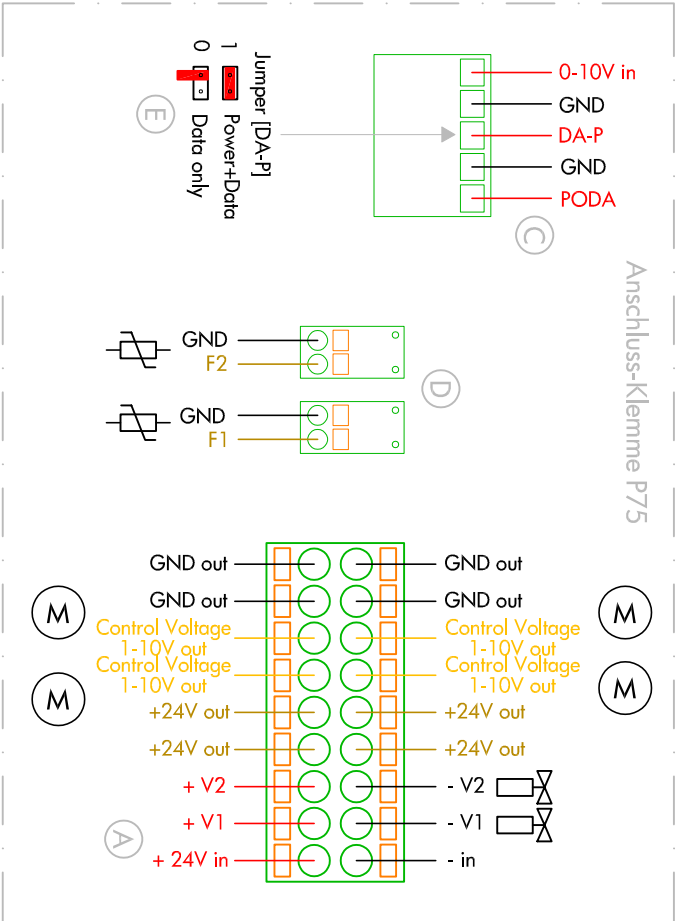 Jumper [DA-P]
1 Power+Data
0 Data only
E
0-10V in
GND
DA-P
GND
PODA
C
Anschluss-Klemme P75
GND
F2
GND
F1
D
GND out
GND out
Control Voltage
1-10V out
Control Voltage
1-10V out
+24V out
+24V out
+ V2
+ V1
+ 24V in
GND out
GND out
Control Voltage
1-10V out
Control Voltage
1-10V out
+24V out
+24V out
- V2
- V1
- in
M
M
M
M
A